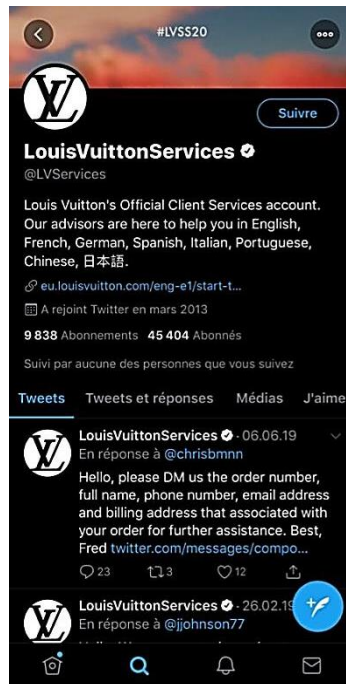 #LVSS20
Suivre
LouisVuittonServices
@LVServices
Louis Vuitton's Official Client Services account.
Our advisors are here to help you in English,
French, German, Spanish, Italian, Portuguese,
Chinese, 日本語.
eu.louisvuitton.com/eng-e1/start-t...
A rejoint Twitter en mars 2013
9 838 Abonnements 45 404 Abonnés
Suivi par aucune des personnes que vous suivez
Tweets Tweets et réponses Médias J'aime
LouisVuittonServices · 06.06.19
En réponse à @chrisbmnn
Hello, please DM us the order number,
full name, phone number, email address
and billing address that associated with
your order for further assistance. Best,
Fred twitter.com/messages/compo...
23 3 12
LouisVuittonServices · 26.02.19
En réponse à @jjohnson77